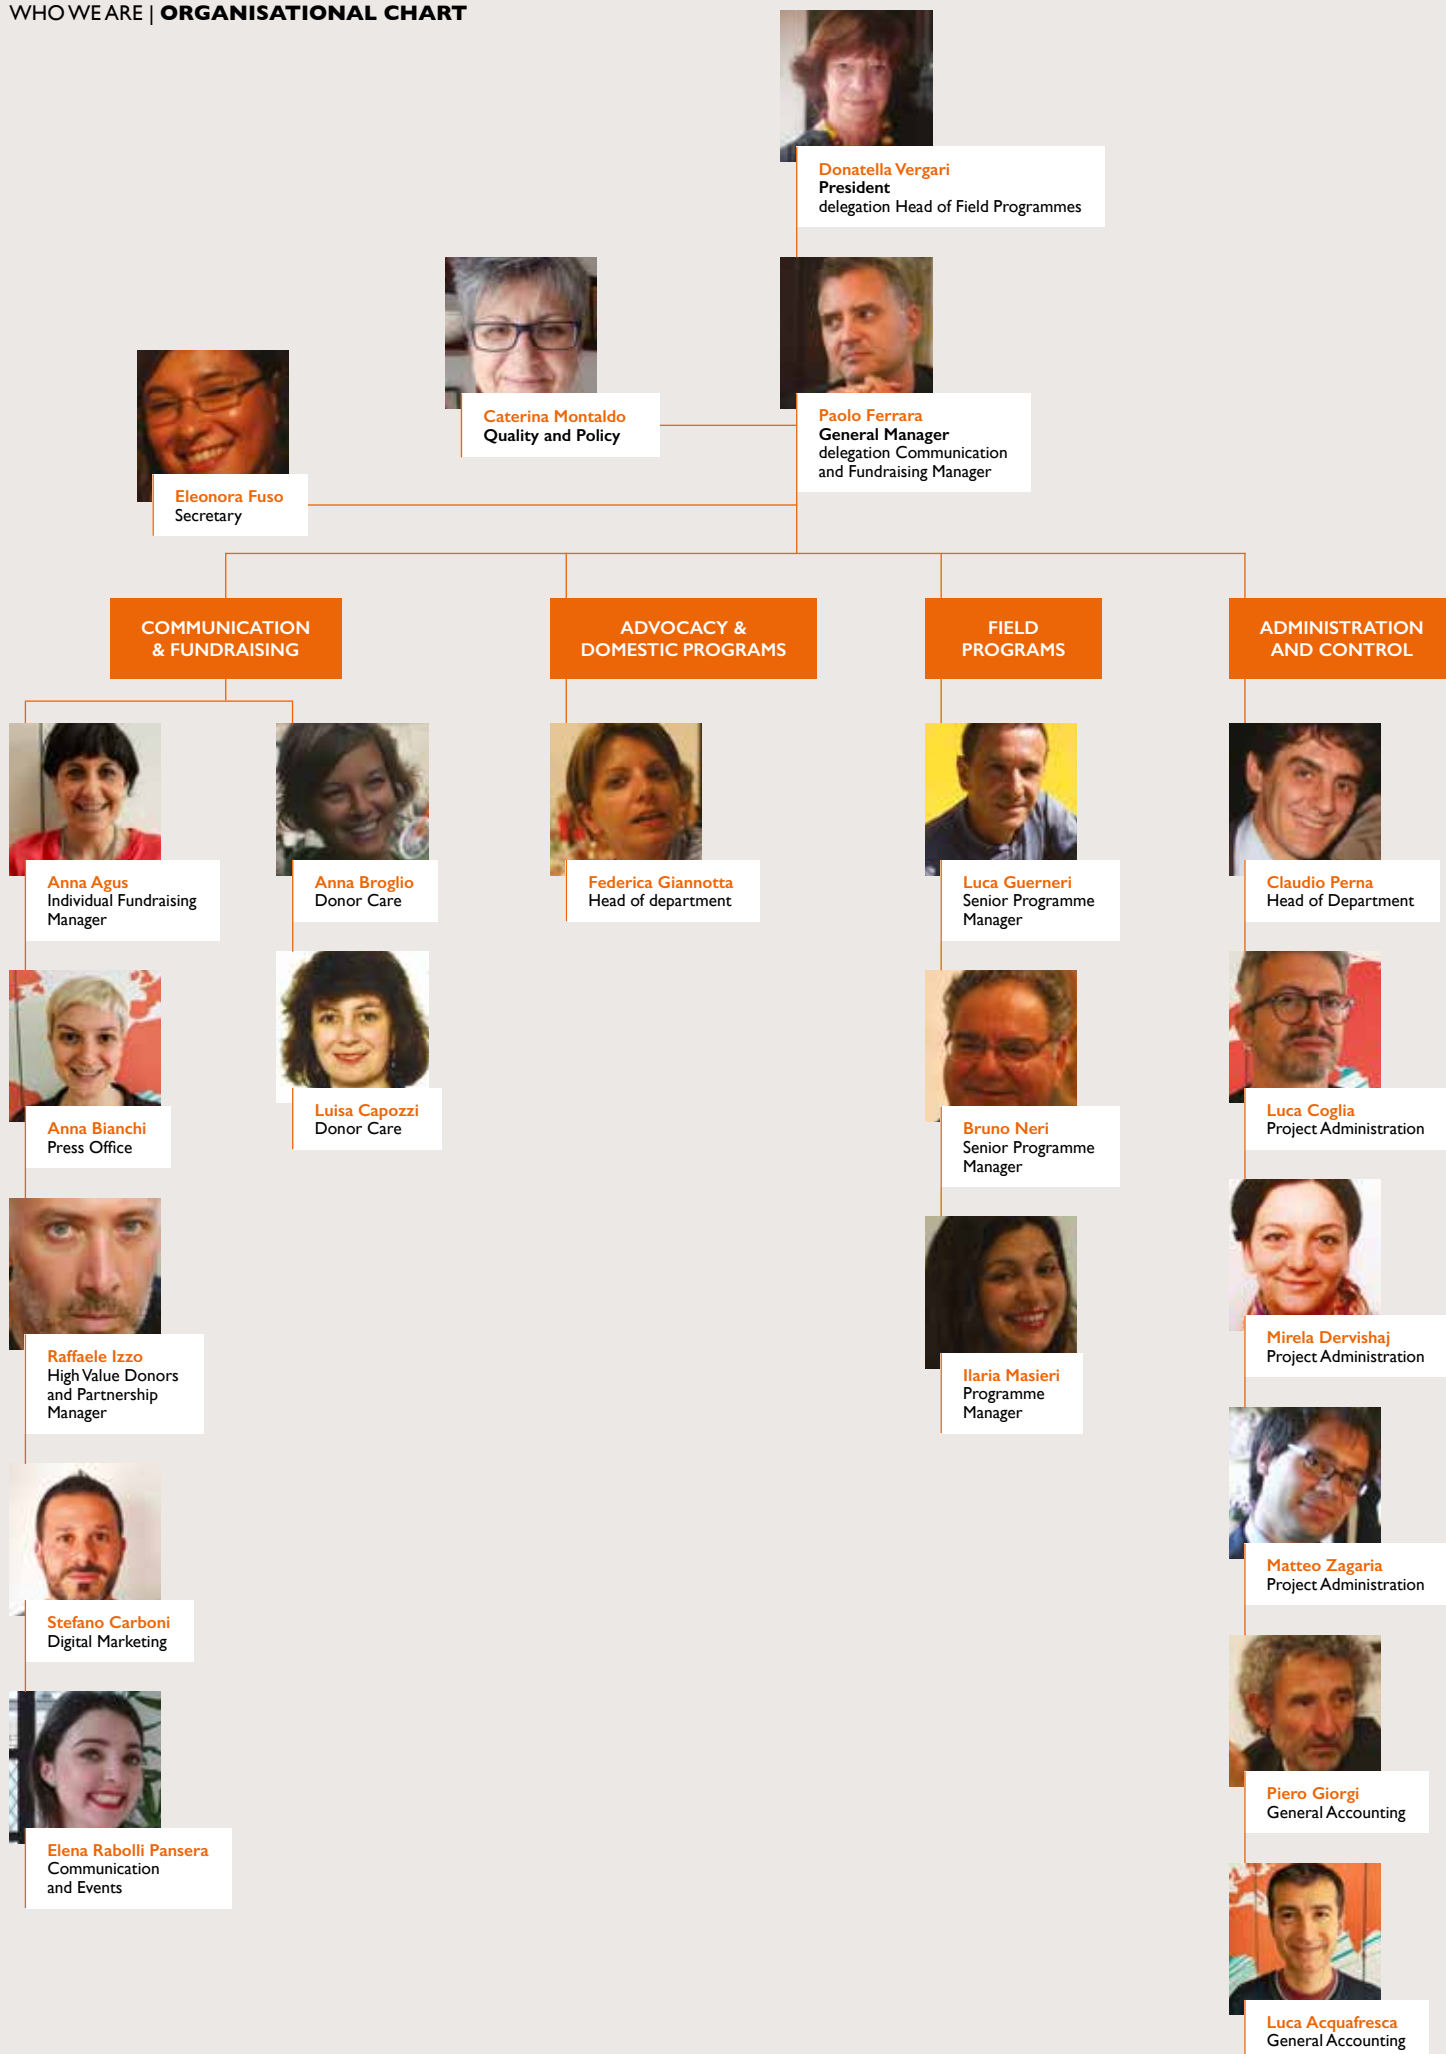 WHO WE ARE | ORGANISATIONAL CHART
Donatella Vergari
President
delegation Head of Field Programmes
Caterina Montaldo
Quality and Policy
Paolo Ferrara
General Manager
delegation Communication
and Fundraising Manager
Eleonora Fuso
Secretary
COMMUNICATION
& FUNDRAISING
ADVOCACY &
DOMESTIC PROGRAMS
FIELD
PROGRAMS
ADMINISTRATION
AND CONTROL
Anna Agus
Individual Fundraising
Manager
Anna Bianchi
Press Office
Raffaele Izzo
High Value Donors
and Partnership
Manager
Stefano Carboni
Digital Marketing
Elena Rabolli Pansera
Communication
and Events
Anna Broglio
Donor Care
Luisa Capozzi
Donor Care
Federica Giannotta
Head of department
Luca Guerneri
Senior Programme
Manager
Bruno Neri
Senior Programme
Manager
Ilaria Masieri
Programme
Manager
Claudio Perna
Head of Department
Luca Coglia
Project Administration
Mirela Dervishaj
Project Administration
Matteo Zagaria
Project Administration
Piero Giorgi
General Accounting
Luca Acquafresca
General Accounting